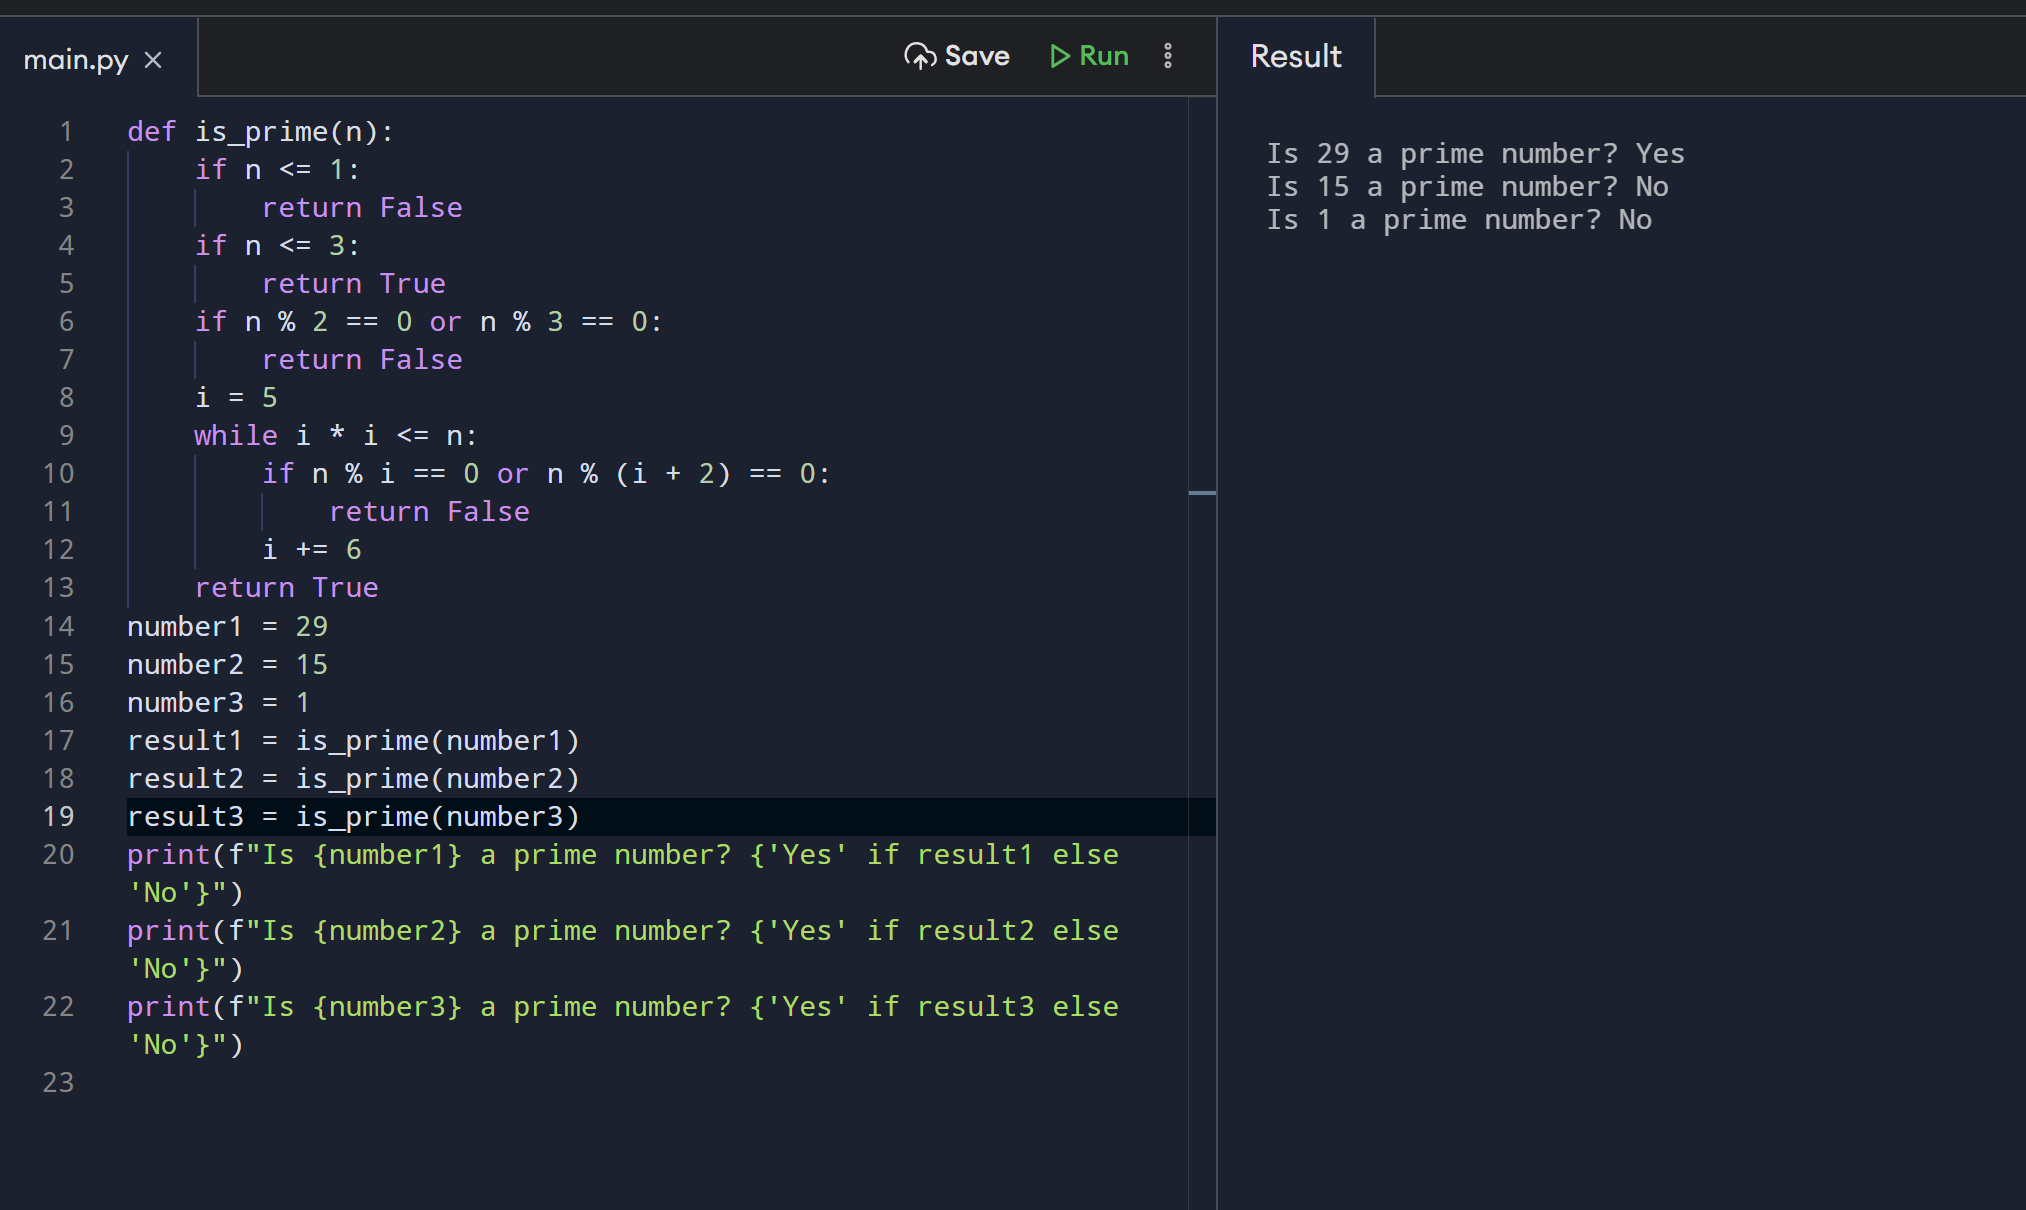 main.py
Save
Run
Result
1 def is_prime(n):
2     if n <= 1:
3         return False
4     if n <= 3:
5         return True
6     if n % 2 == 0 or n % 3 == 0:
7         return False
8     i = 5
9     while i * i <= n:
10         if n % i == 0 or n % (i + 2) == 0:
11             return False
12         i += 6
13     return True
14 number1 = 29
15 number2 = 15
16 number3 = 1
17 result1 = is_prime(number1)
18 result2 = is_prime(number2)
19 result3 = is_prime(number3)
20 print(f"Is {number1} a prime number? {'Yes' if result1 else
'No'}")
21 print(f"Is {number2} a prime number? {'Yes' if result2 else
'No'}")
22 print(f"Is {number3} a prime number? {'Yes' if result3 else
'No'}")
23
Is 29 a prime number? Yes
Is 15 a prime number? No
Is 1 a prime number? No